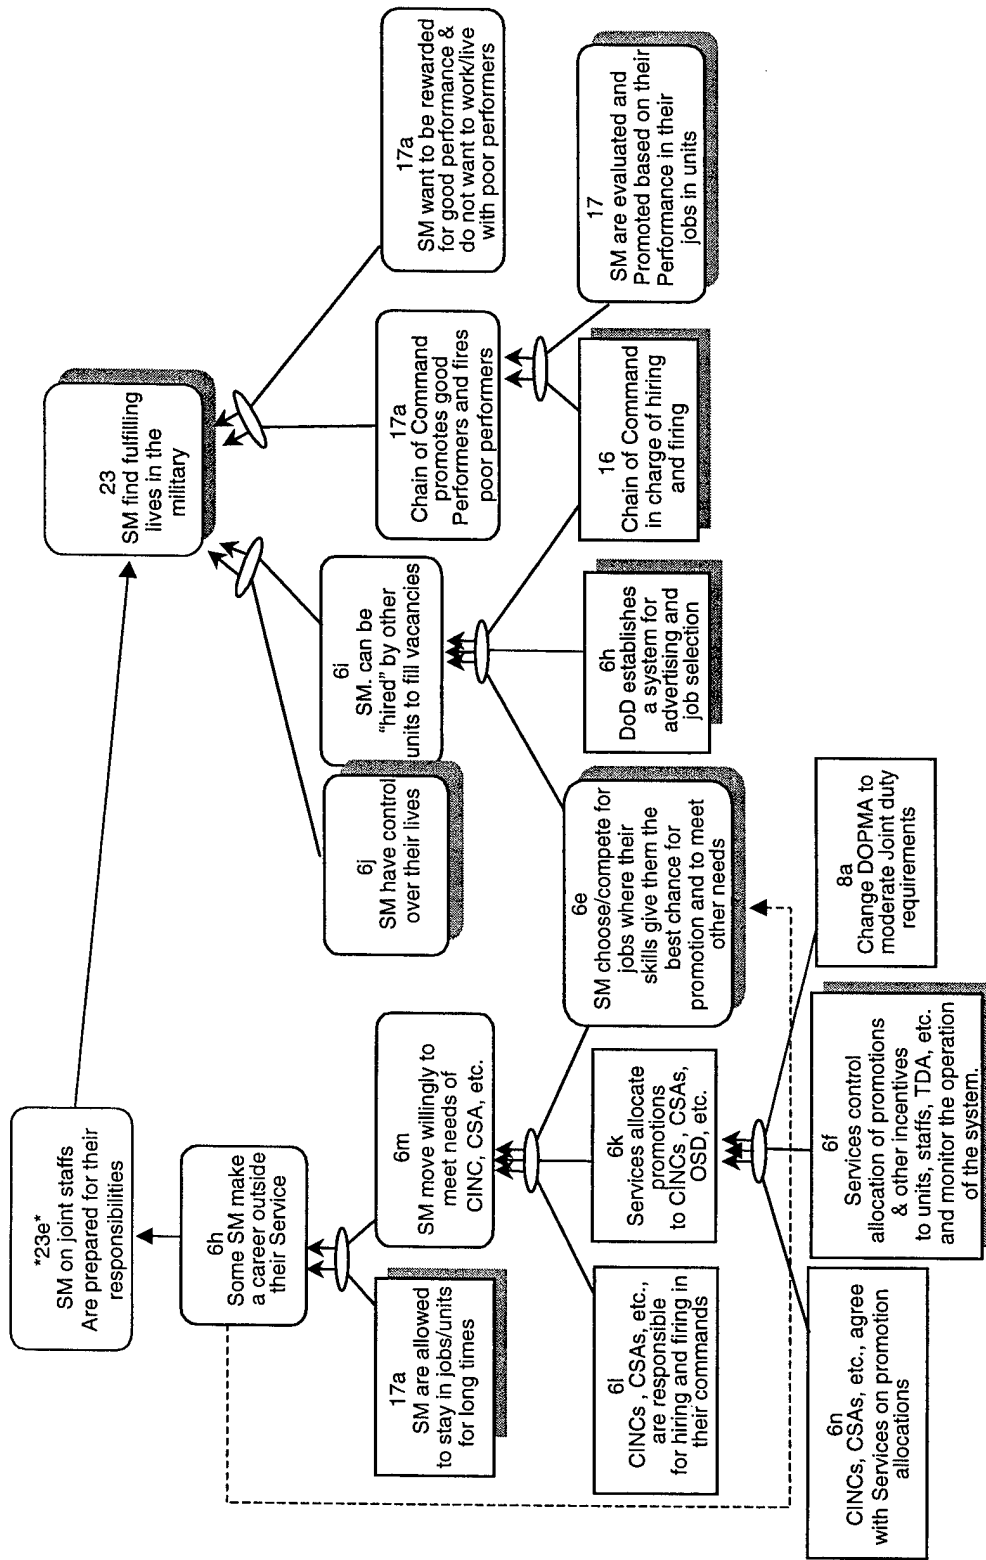 *23e*
SM on joint staffs
Are prepared for their
responsibilities
23
SM find fulfilling
lives in the
military
6h
Some SM make
a career outside
their Service
17a
SM are allowed
to stay in jobs/units
for long times
6m
SM move willingly to
meet needs of
CINC, CSA, etc.
6j
SM have control
over their lives
6i
SM. can be
"hired" by other
units to fill vacancies
17a
Chain of Command
promotes good
Performers and fires
poor performers
17a
SM want to be rewarded
for good performance &
do not want to work/live
with poor performers
6l
CINCs , CSAs, etc.,
are responsible
for hiring and firing in
their commands
6k
Services allocate
promotions
to CINCs , CSAs,
OSD, etc.
6e
SM choose/compete for
jobs where their
skills give them the
best chance for
promotion and to meet
other needs
6h
DoD establishes
a system for
advertising and
job selection
16
Chain of Command
in charge of hiring
and firing
17
SM are evaluated and
Promoted based on their
Performance in their
jobs in units
6n
CINCs, CSAs, etc., agree
with Services on promotion
allocations
6f
Services control
allocation of promotions
& other incentives
to units, staffs, TDA, etc.
and monitor the operation
of the system.
8a
Change DOPMA to
moderate Joint duty
requirements